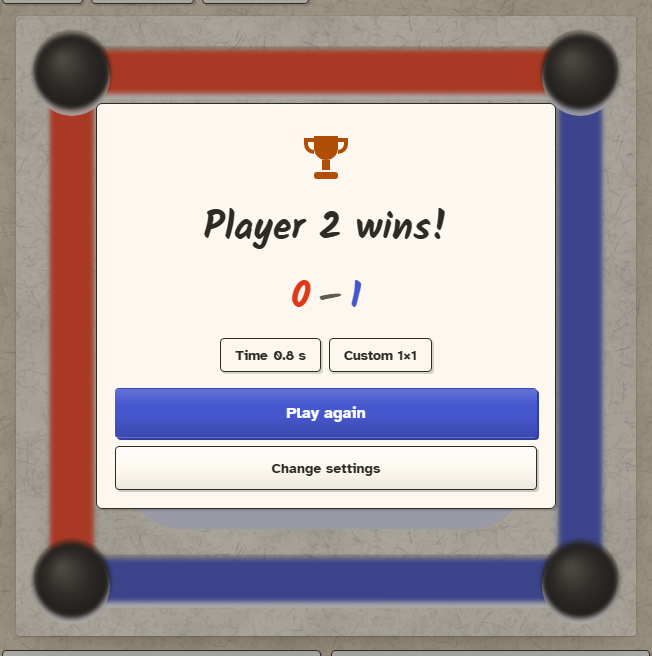 Player 2 wins!
0 – 1
Time 0.8 s
Custom 1×1
Play again
Change settings